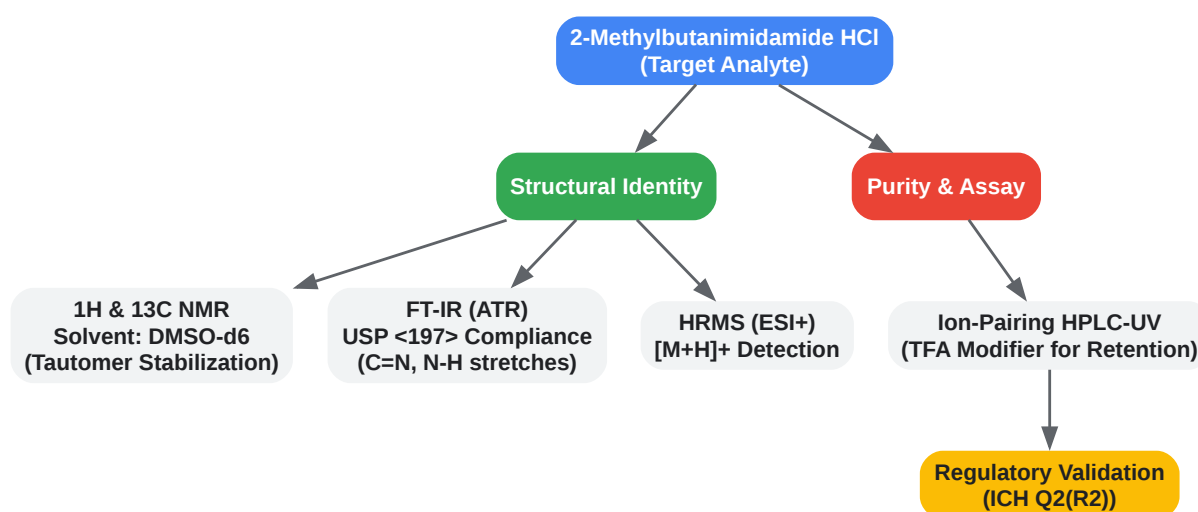 2-Methylbutanimidamide HCl
(Target Analyte)
Structural Identity
Purity & Assay
1H & 13C NMR
Solvent: DMSO-d6
(Tautomer Stabilization)
FT-IR (ATR)
USP <197> Compliance
(C=N, N-H stretches)
HRMS (ESI+)
[M+H]+ Detection
Ion-Pairing HPLC-UV
(TFA Modifier for Retention)
Regulatory Validation
(ICH Q2(R2))